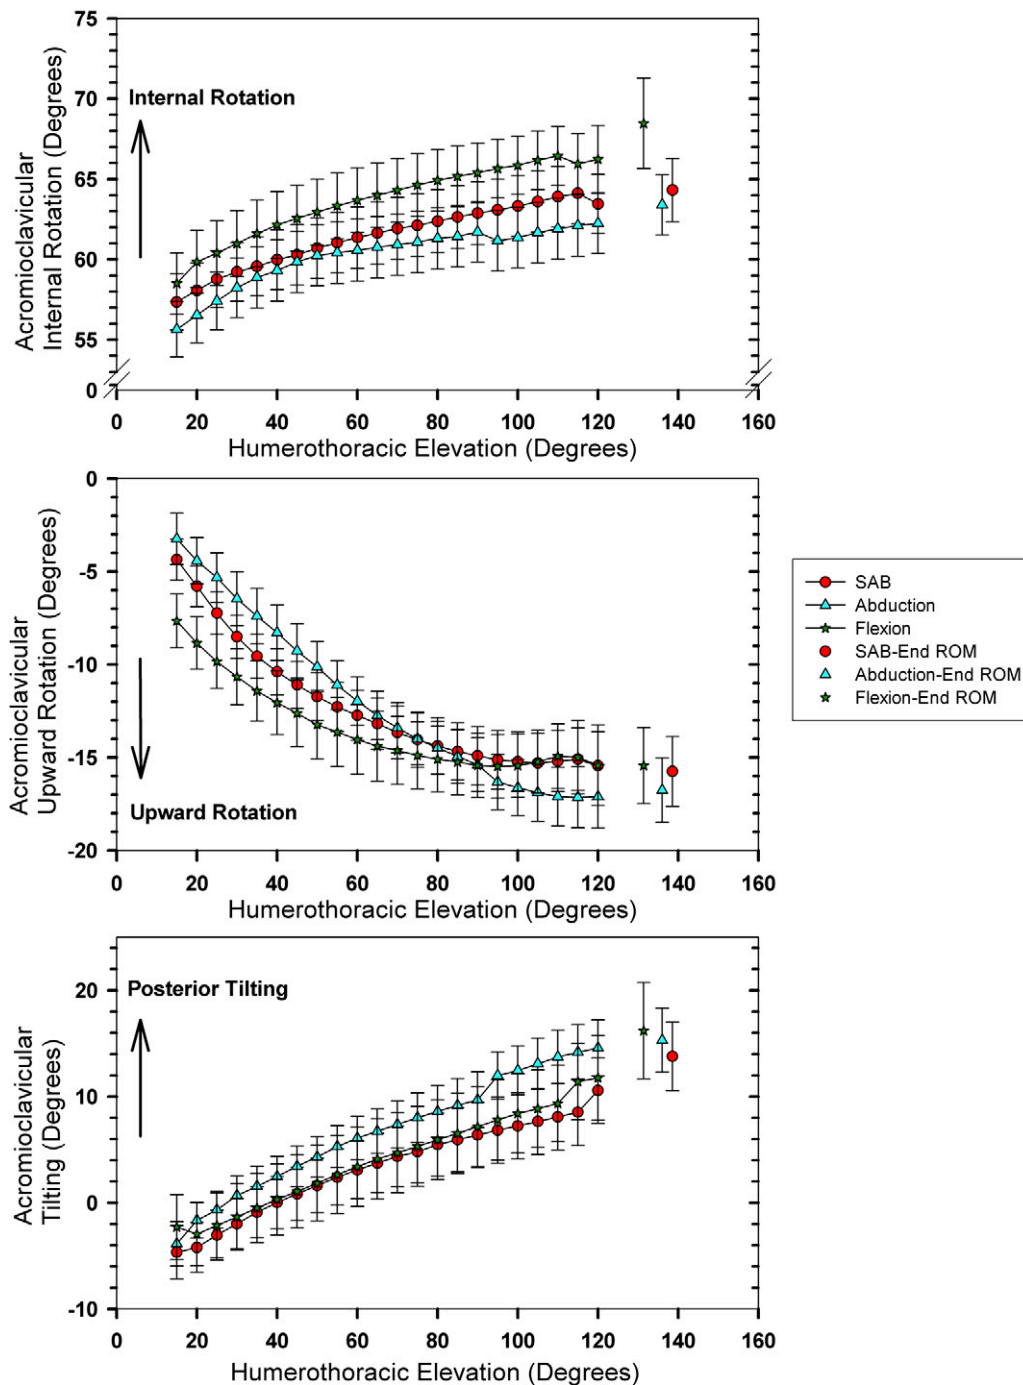 75
70
65
60
55
0
Internal Rotation
Acromioclavicular
Internal Rotation (Degrees)
0 20 40 60 80 100 120 140 160
Humerothoracic Elevation (Degrees)
0
-5
-10
-15
-20
Acromioclavicular
Upward Rotation (Degrees)
Upward Rotation
0 20 40 60 80 100 120 140 160
Humerothoracic Elevation (Degrees)
SAB
Abduction
Flexion
SAB-End ROM
Abduction-End ROM
Flexion-End ROM
20
10
0
-10
Posterior Tilting
Acromioclavicular
Tilting (Degrees)
0 20 40 60 80 100 120 140 160
Humerothoracic Elevation (Degrees)